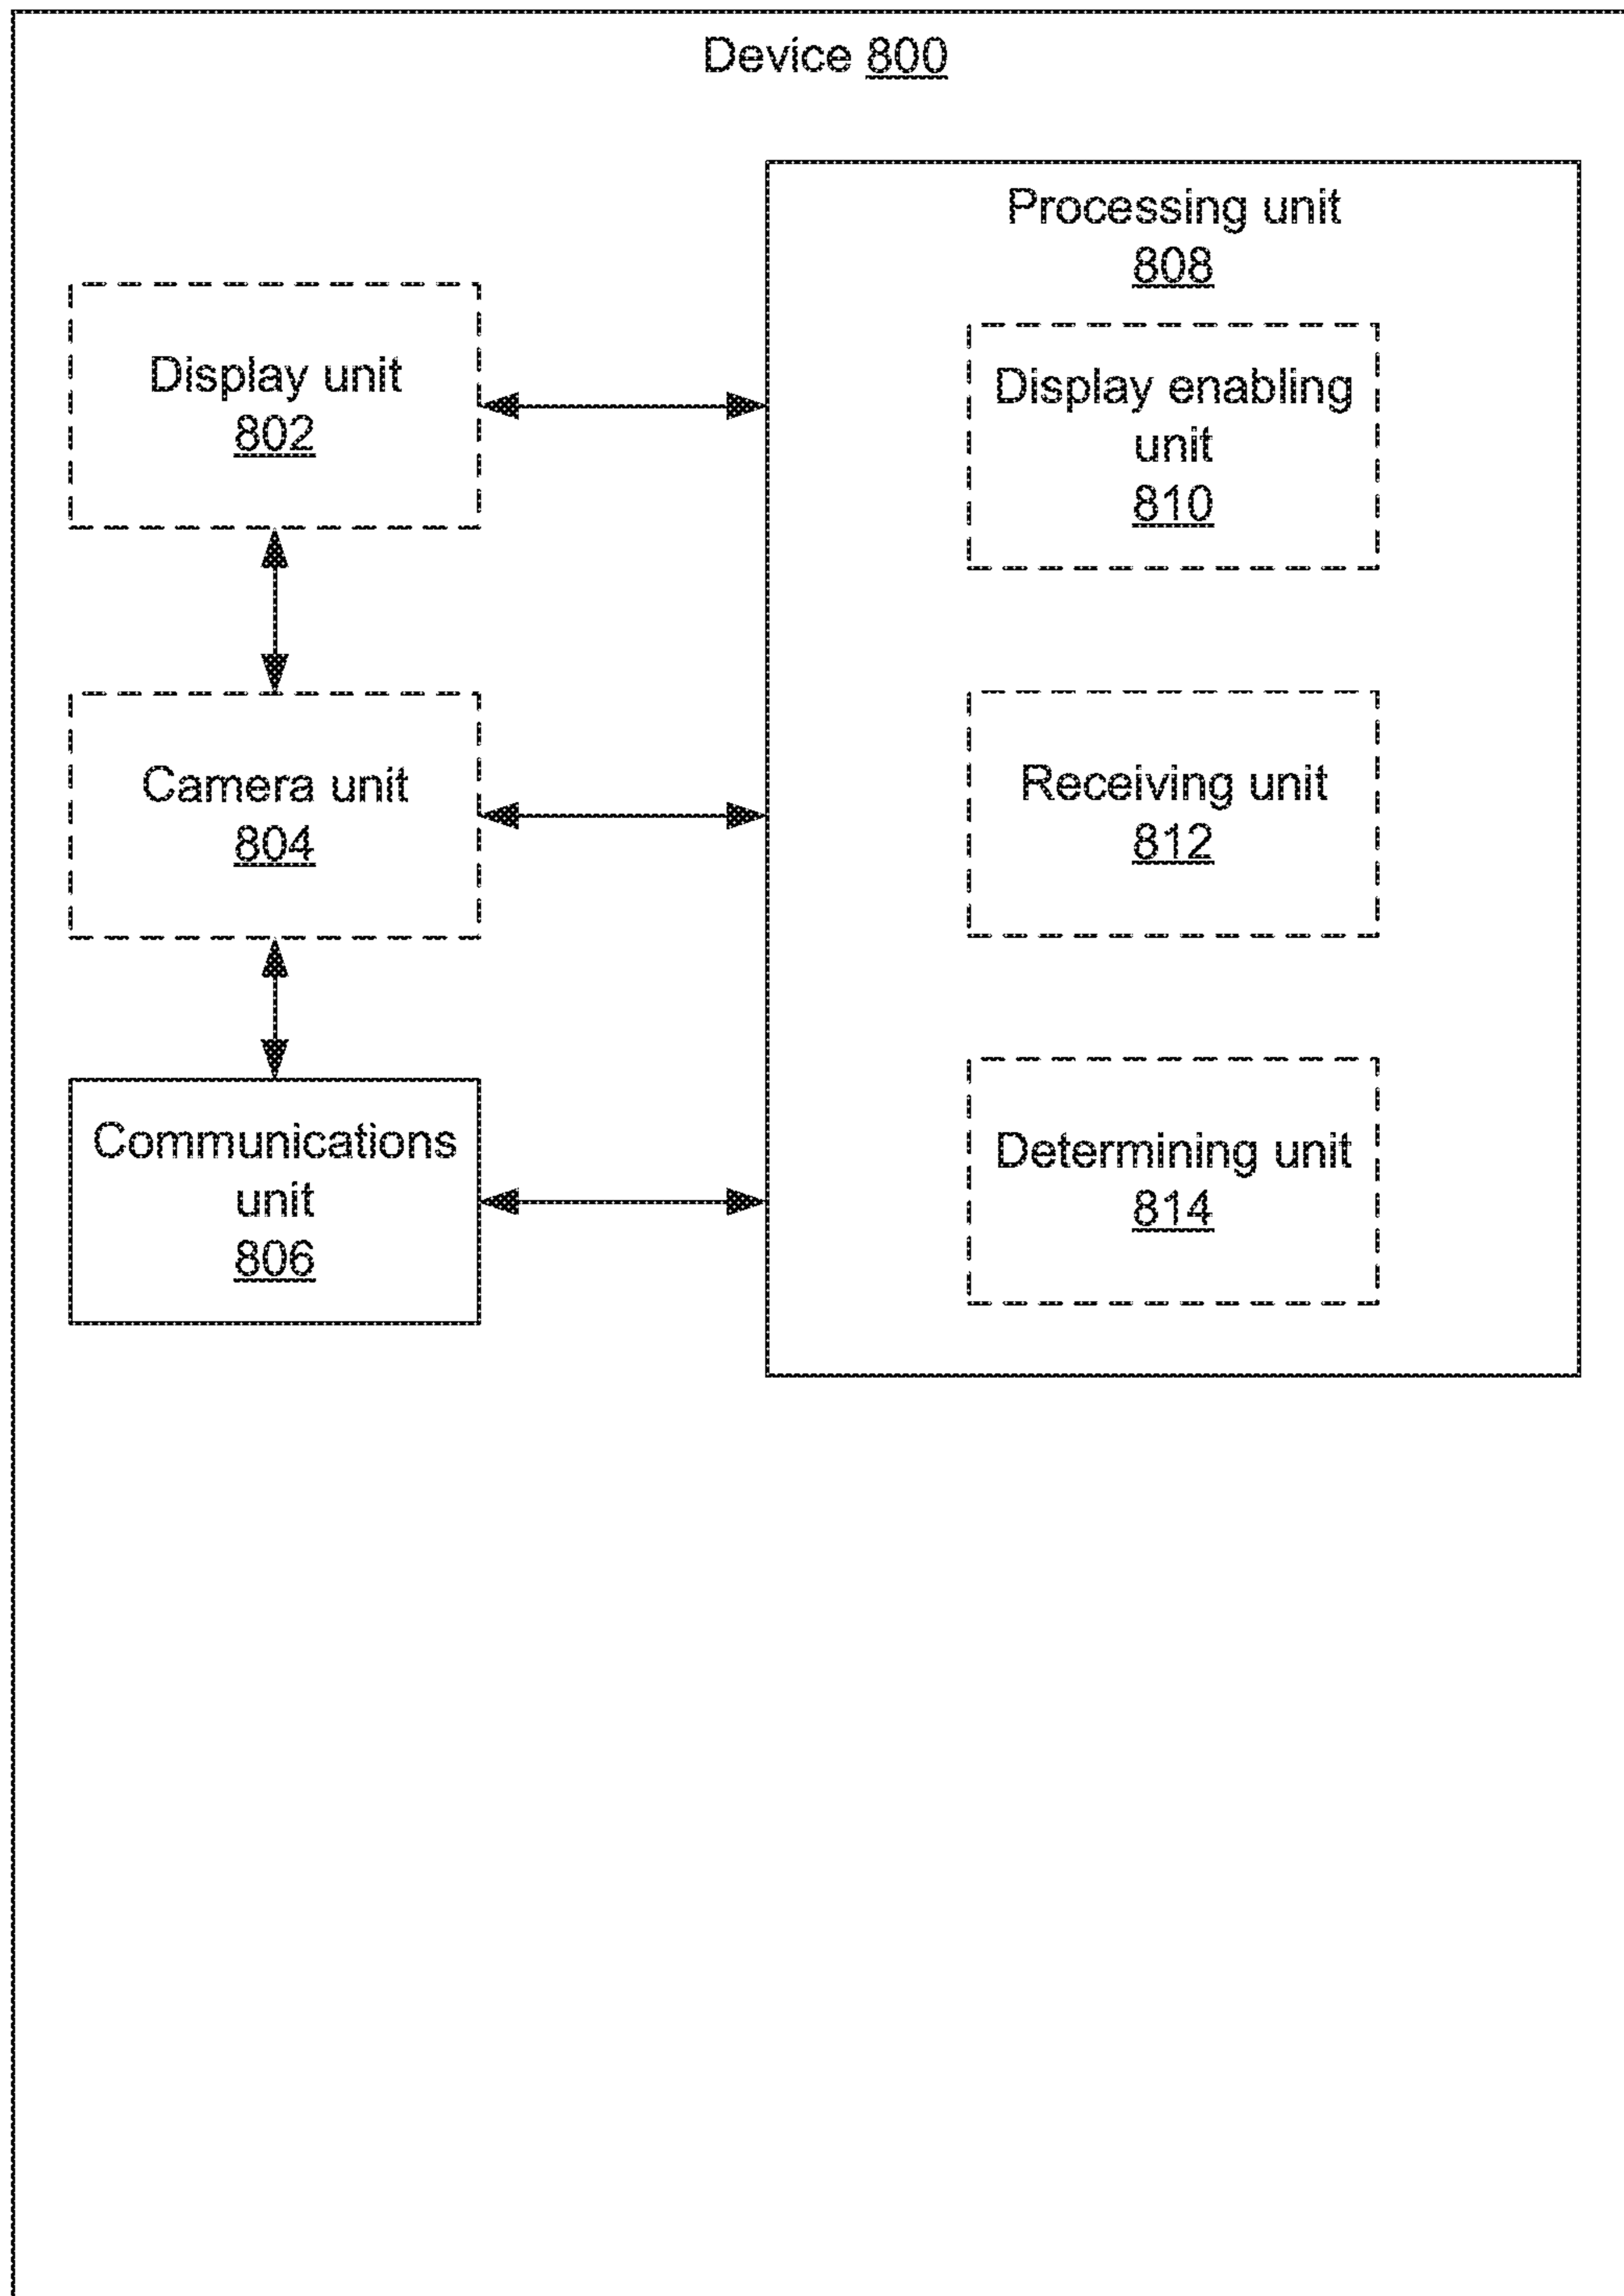 Device 800
Processing unit
808
Display unit
802
Display enabling
unit
810
Camera unit
804
Receiving unit
812
Communications
unit
806
Determining unit
814